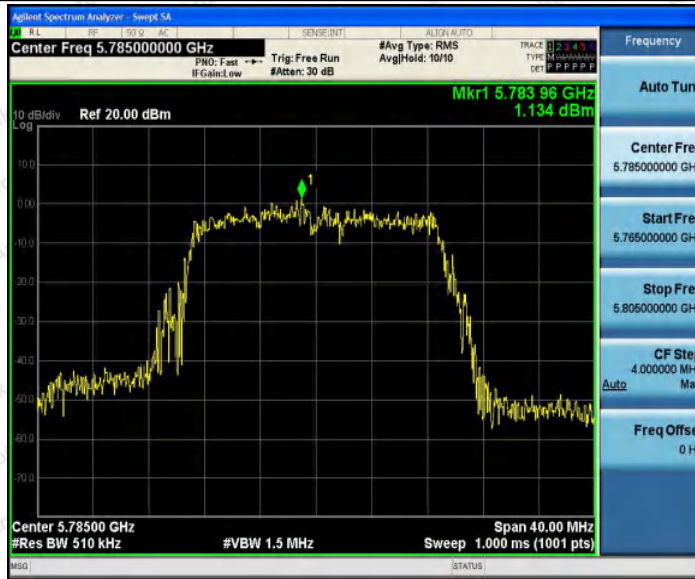 Agilent Spectrum Analyzer - Swept SA
RL RF 50 Ω AC SENSE:INT ALIGN AUTO
Center Freq 5.785000000 GHz
PNO: Fast
IFGain:Low
Trig: Free Run
#Atten: 30 dB
#Avg Type: RMS
Avg|Hold: 10/10
TRACE 1 2 3 4 5 6
TYPE M
DET P P P P P P
Mkr1 5.783 96 GHz
1.134 dBm
10 dB/div Ref 20.00 dBm
Log
10.0
0.00
-10.0
-20.0
-30.0
-40.0
-50.0
-60.0
-70.0
1
Center 5.78500 GHz
Span 40.00 MHz
#Res BW 510 kHz
#VBW 1.5 MHz
Sweep 1.000 ms (1001 pts)
MSG STATUS
Frequency
Auto Tun
Center Fre
5.785000000 GH
Start Fre
5.765000000 GH
Stop Fre
5.805000000 GH
CF Ste
4.000000 MH
Auto Ma
Freq Offse
0 H